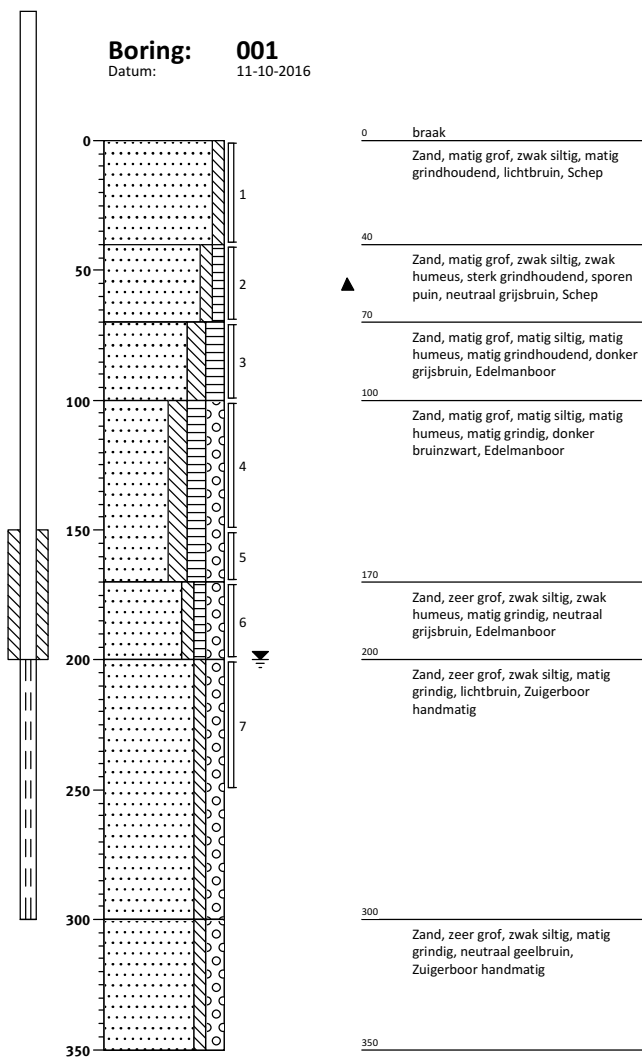 Boring: 001
Datum: 11-10-2016
0
50
100
150
200
250
300
350
1
2
3
4
5
6
7
0 braak
Zand, matig grof, zwak siltig, matig
grindhoudend, lichtbruin, Schep
40
Zand, matig grof, zwak siltig, zwak
humeus, sterk grindhoudend, sporen
puin, neutraal grijsbruin, Schep
70
Zand, matig grof, matig siltig, matig
humeus, matig grindhoudend, donker
grijsbruin, Edelmanboor
100
Zand, matig grof, matig siltig, matig
humeus, matig grindig, donker
bruinzwart, Edelmanboor
170
Zand, zeer grof, zwak siltig, zwak
humeus, matig grindig, neutraal
grijsbruin, Edelmanboor
200
Zand, zeer grof, zwak siltig, matig
grindig, lichtbruin, Zuigerboor
handmatig
300
Zand, zeer grof, zwak siltig, matig
grindig, neutraal geelbruin,
Zuigerboor handmatig
350